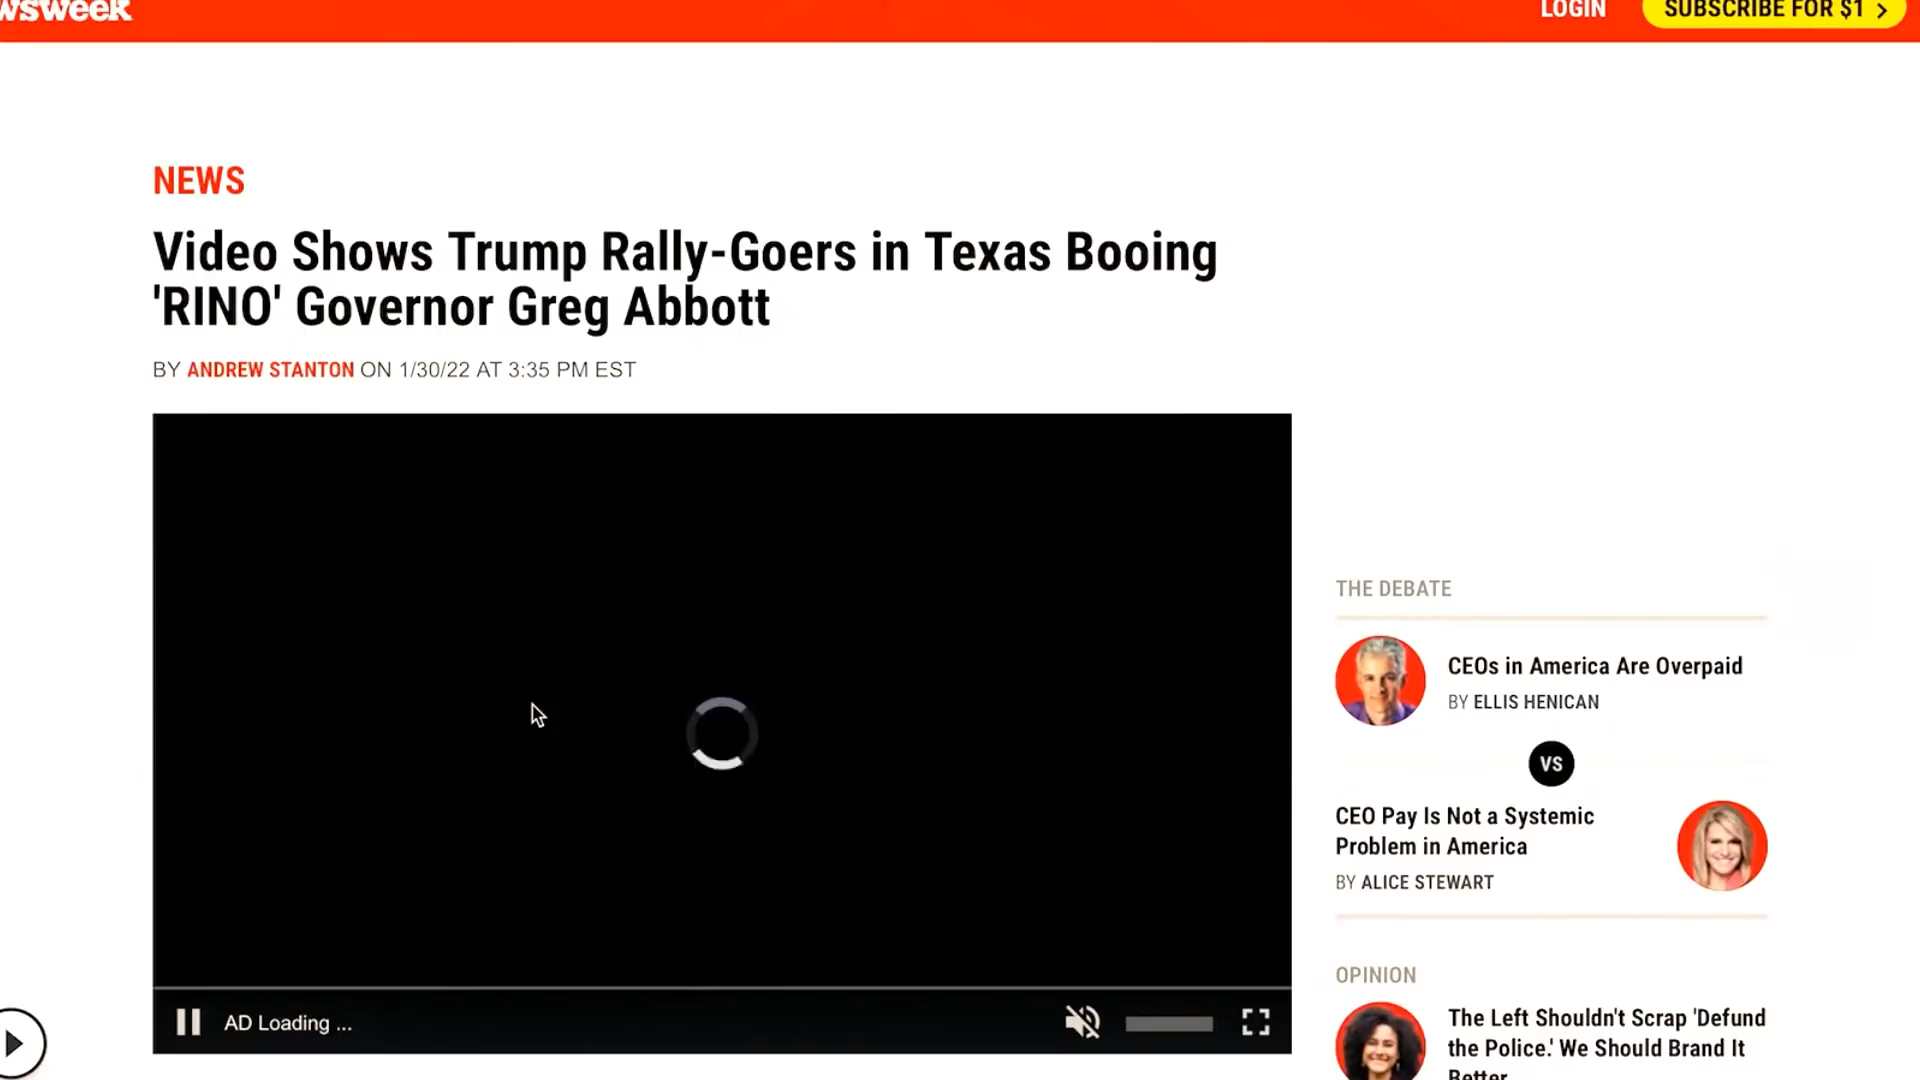 wsweek
LOGIN
SUBSCRIBE FOR $1 >
NEWS
Video Shows Trump Rally-Goers in Texas Booing
'RINO' Governor Greg Abbott
BY ANDREW STANTON ON 1/30/22 AT 3:35 PM EST
AD Loading ...
THE DEBATE
CEOs in America Are Overpaid
BY ELLIS HENICAN
VS
CEO Pay Is Not a Systemic
Problem in America
BY ALICE STEWART
OPINION
The Left Shouldn't Scrap 'Defund
the Police.' We Should Brand It
Better